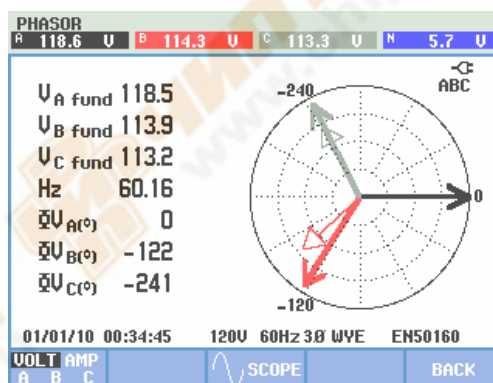 PHASOR
A 118.6 V B 114.3 V C 113.3 V N 5.7 V
ABC
V A fund 118.5
V B fund 113.9
V C fund 113.2
Hz 60.16
ΦV A(°) 0
ΦV B(°) -122
ΦV C(°) -241
-240
0
-120
01/01/10 00:34:45 120V 60Hz 3Ø WYE EN50160
VOLT AMP
A B C
SCOPE
BACK